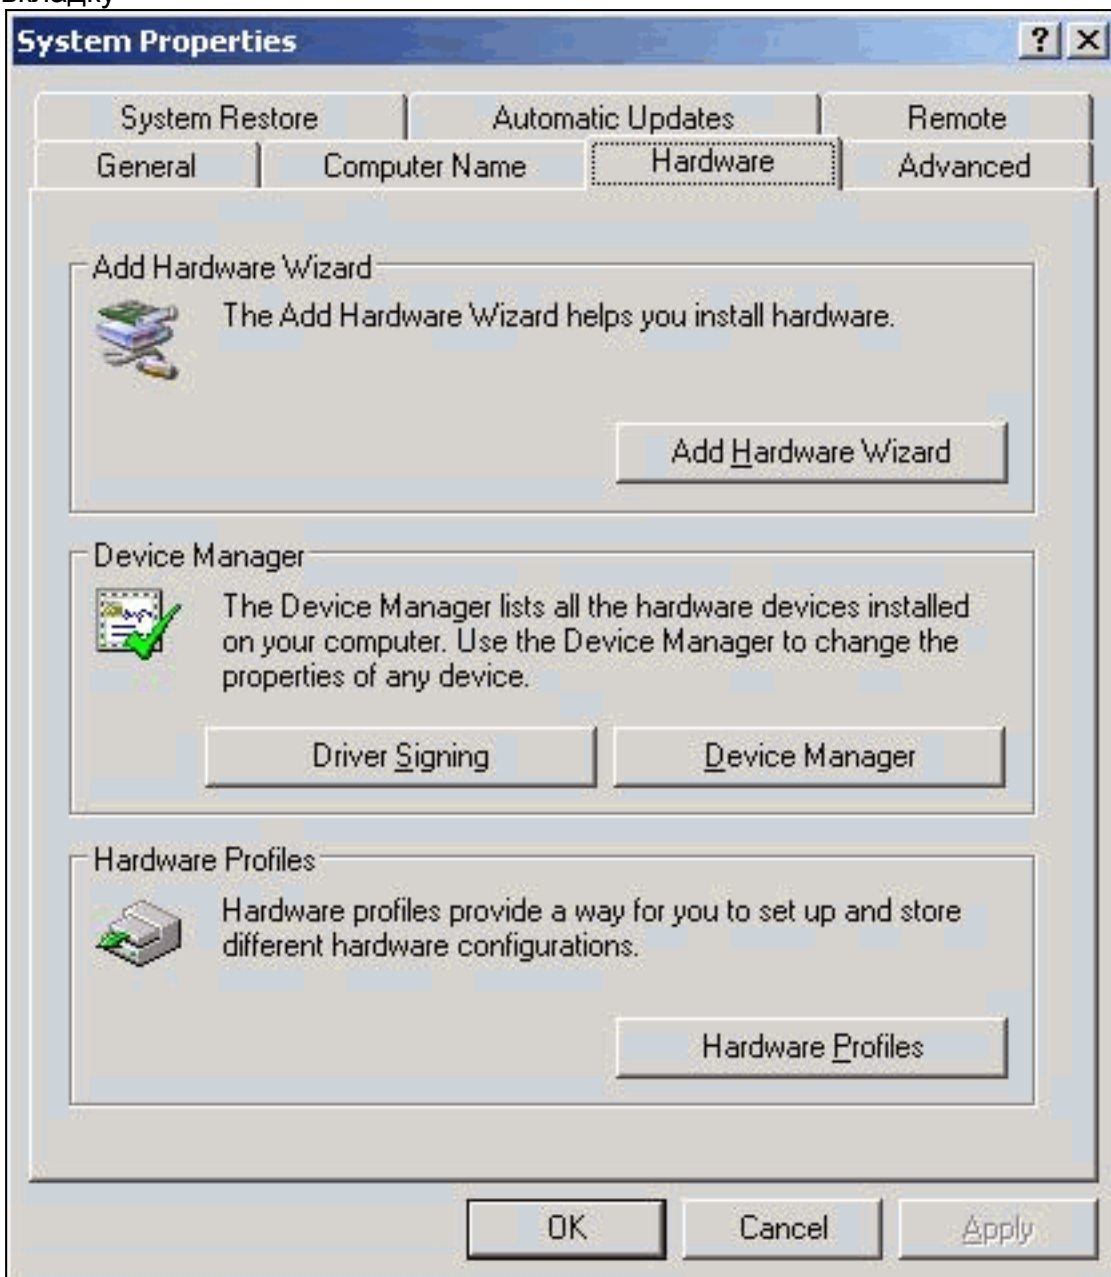 вкладку
System Properties
System Restore Automatic Updates Remote
General Computer Name Hardware Advanced
Add Hardware Wizard
The Add Hardware Wizard helps you install hardware.
Add Hardware Wizard
Device Manager
The Device Manager lists all the hardware devices installed
on your computer. Use the Device Manager to change the
properties of any device.
Driver Signing Device Manager
Hardware Profiles
Hardware profiles provide a way for you to set up and store
different hardware configurations.
Hardware Profiles
OK Cancel Apply